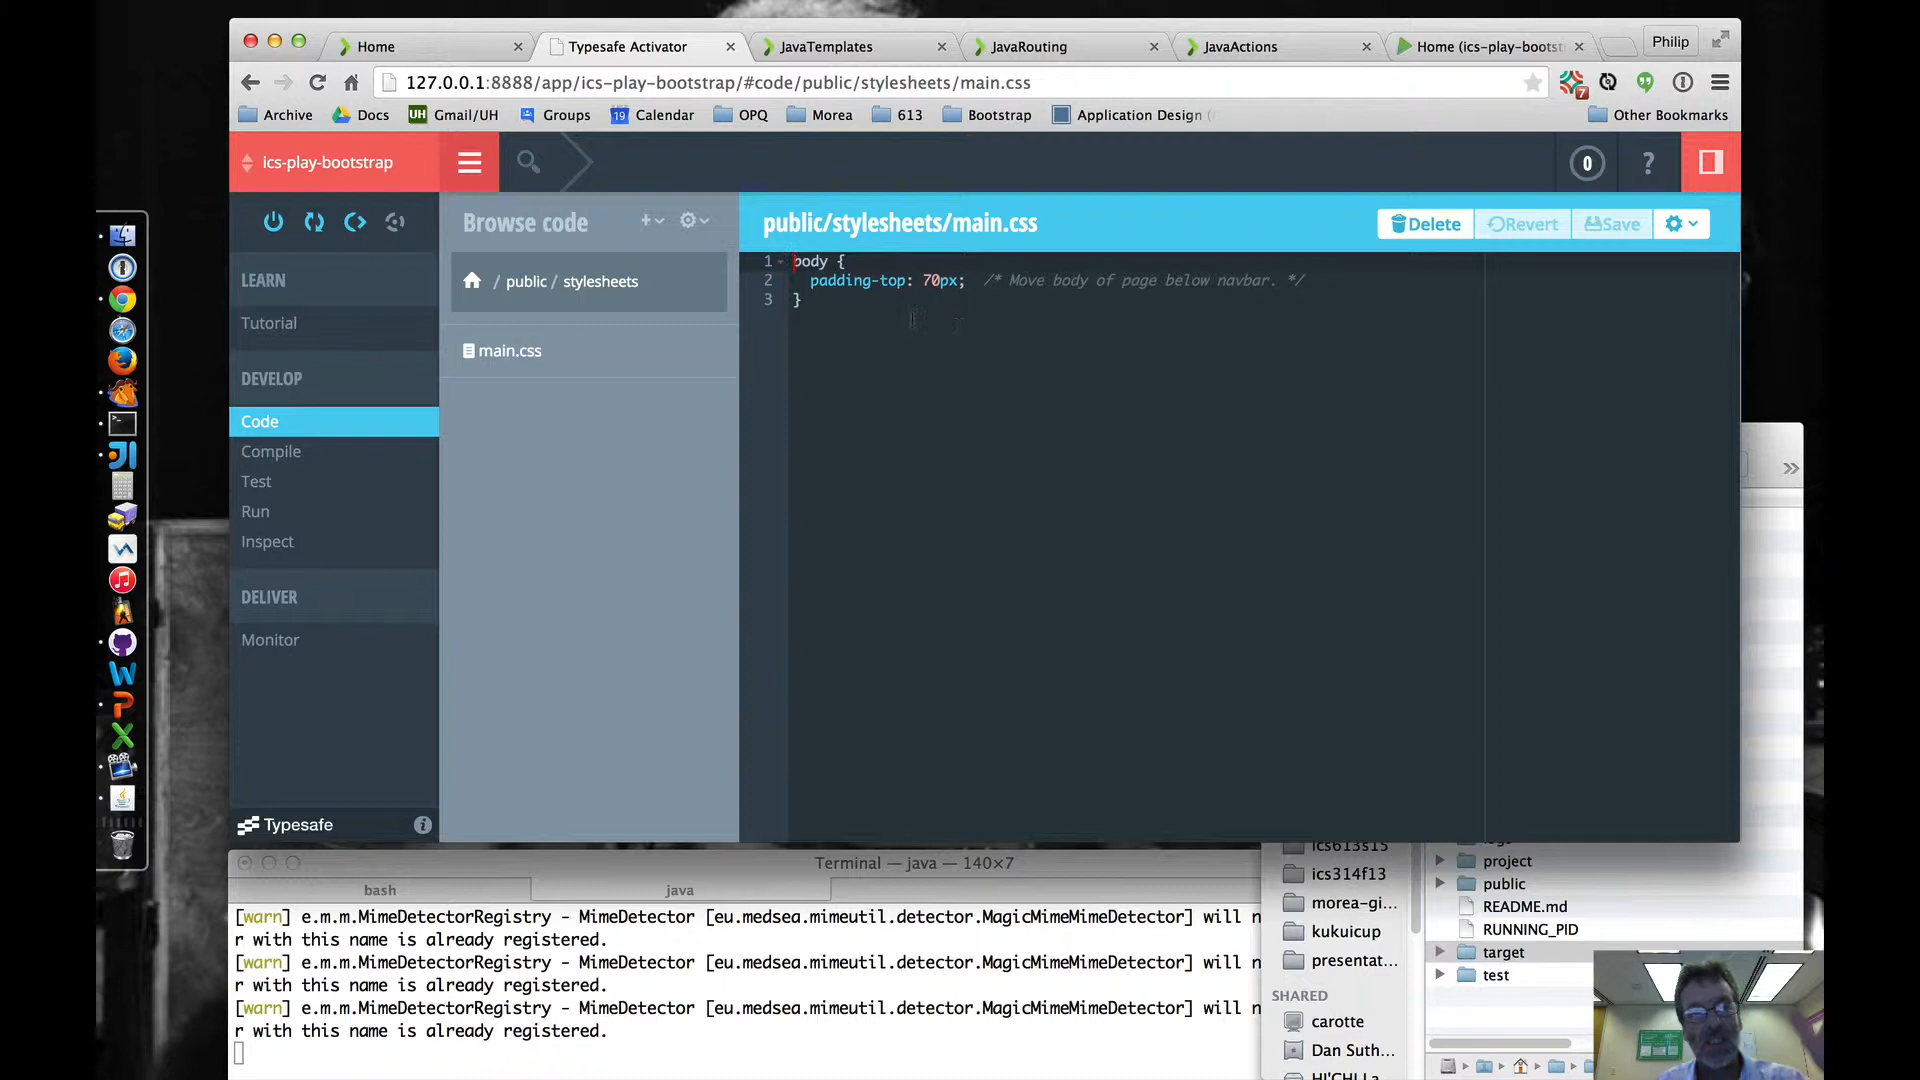 Home
Typesafe Activator
JavaTemplates
JavaRouting
JavaActions
Home (ics-play-bootst
Philip
127.0.0.1:8888/app/ics-play-bootstrap/#code/public/stylesheets/main.css
7
Archive
Docs
UH Gmail/UH
Groups
19 Calendar
OPQ
Morea
613
Bootstrap
Application Design
Other Bookmarks
ics-play-bootstrap
0
?
Browse code
public/stylesheets/main.css
Delete
Revert
Save
/ public / stylesheets
main.css
LEARN
Tutorial
DEVELOP
Code
Compile
Test
Run
Inspect
DELIVER
Monitor
Typesafe
1 body {
2 padding-top: 70px; /* Move body of page below navbar. */
3 }
Terminal — java — 140×7
bash
java
[warn] e.m.m.MimeDetectorRegistry - MimeDetector [eu.medsea.mimeutil.detector.MagicMimeMimeDetector] will n
r with this name is already registered.
[warn] e.m.m.MimeDetectorRegistry - MimeDetector [eu.medsea.mimeutil.detector.MagicMimeMimeDetector] will n
r with this name is already registered.
[warn] e.m.m.MimeDetectorRegistry - MimeDetector [eu.medsea.mimeutil.detector.MagicMimeMimeDetector] will n
r with this name is already registered.
ics613s15
ics314f13
morea-gi...
kukuicup
presentat...
SHARED
carotte
Dan Suth...
project
public
README.md
RUNNING_PID
target
test